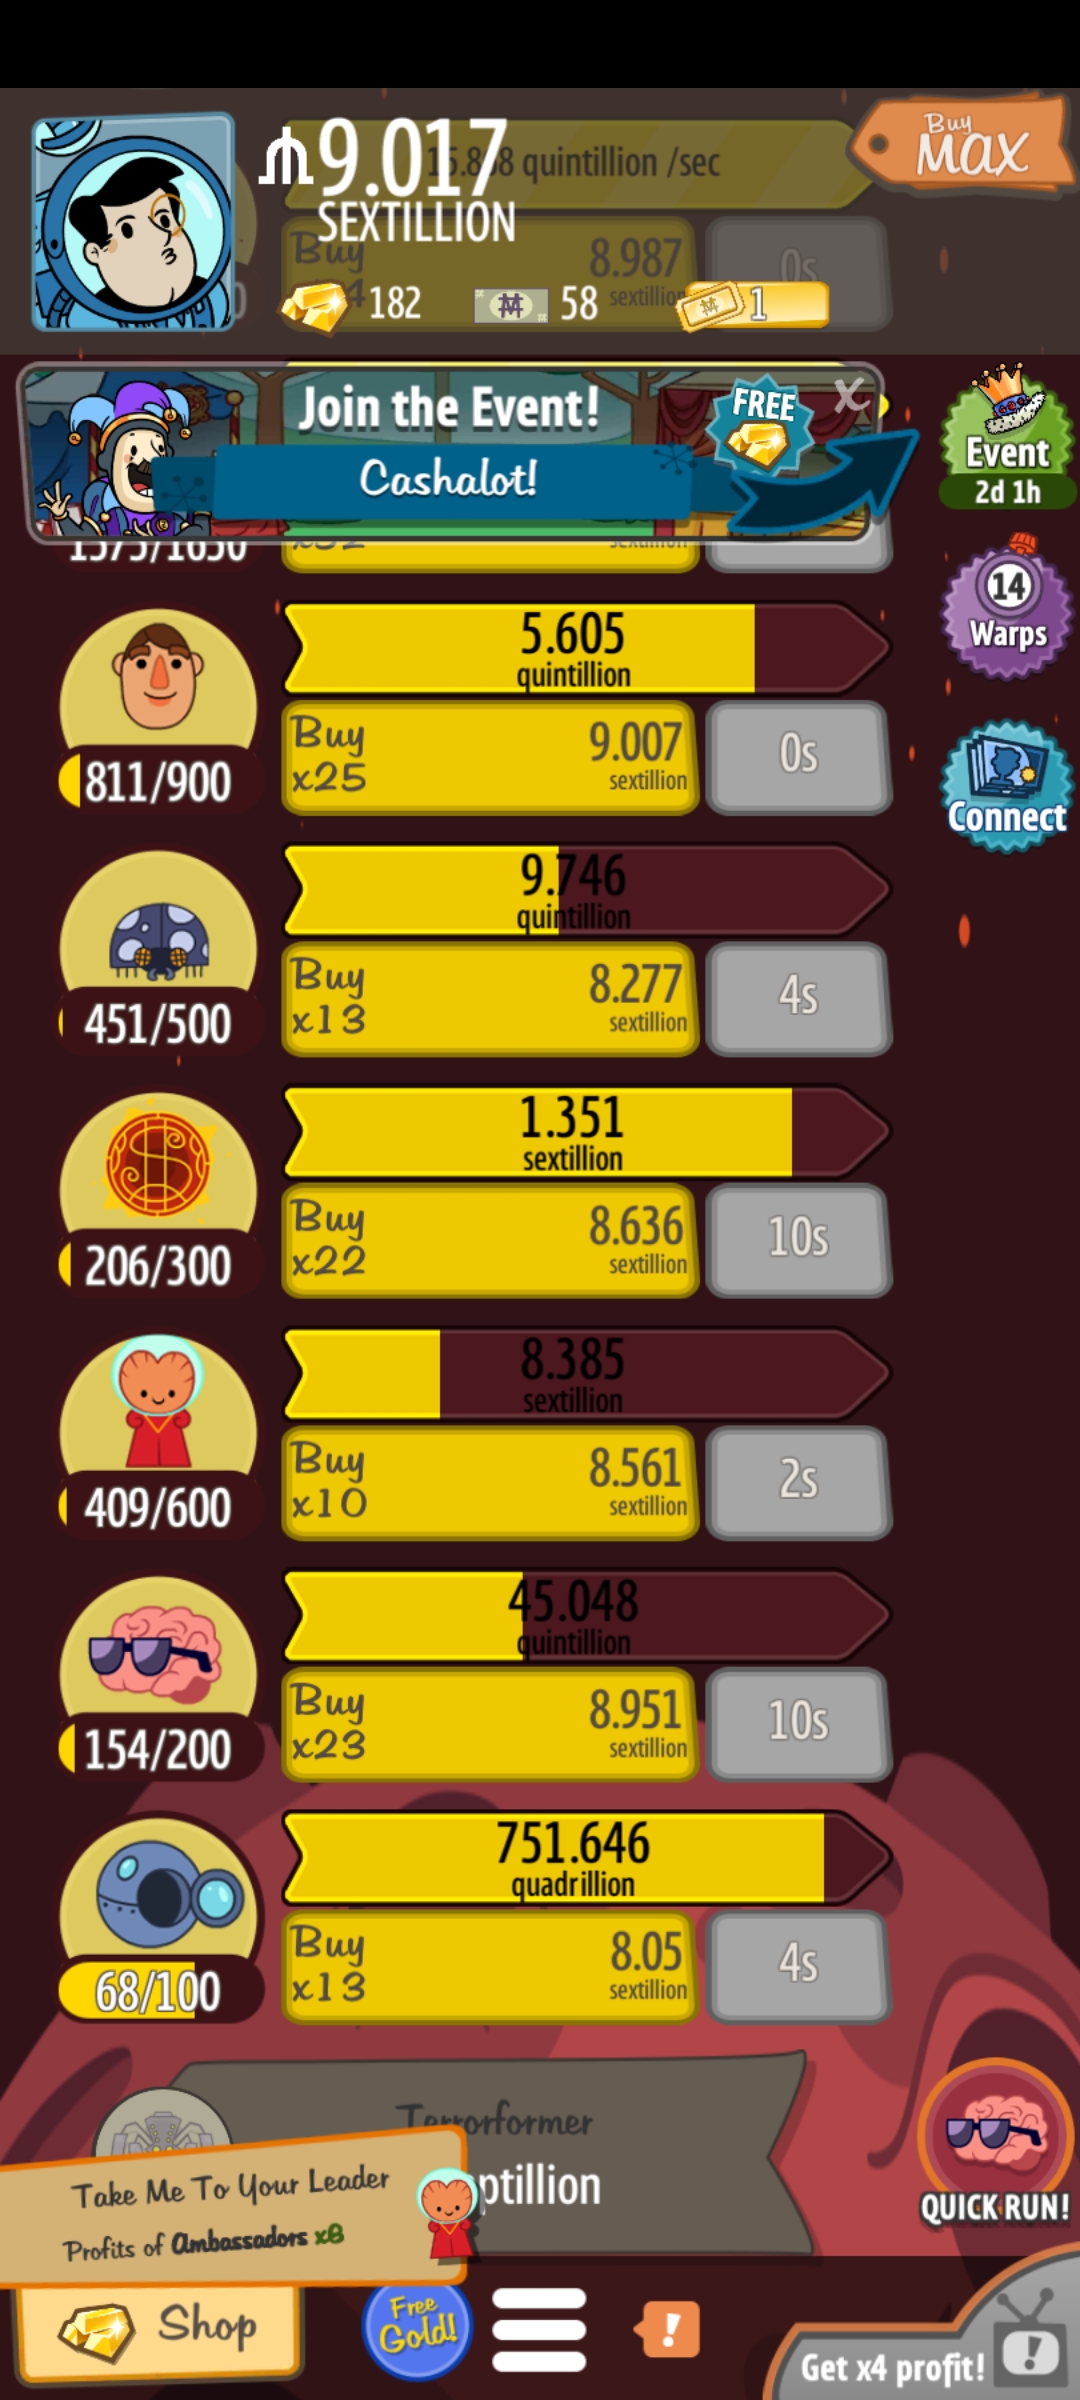 9.017
SEXTILLION
quintillion /sec
Buy
MAX
Buy
8.987
sextillion
0s
182
58
1
Join the Event!
Cashalot!
FREE
X
Event
2d 1h
1575/1650
x32
sextillion
5.605
quintillion
Buy
x25
9.007
sextillion
0s
811/900
14
Warps
Connect
9.746
quintillion
Buy
x13
8.277
sextillion
4s
451/500
1.351
sextillion
Buy
x22
8.636
sextillion
10s
206/300
8.385
sextillion
Buy
x10
8.561
sextillion
2s
409/600
45.048
quintillion
Buy
x23
8.951
sextillion
10s
154/200
751.646
quadrillion
Buy
x13
8.05
sextillion
4s
68/100
Terrorformer
ptillion
Take Me To Your Leader
Profits of Ambassadors x8
QUICK RUN!
Shop
Free
Gold!
!
Get x4 profit!
!